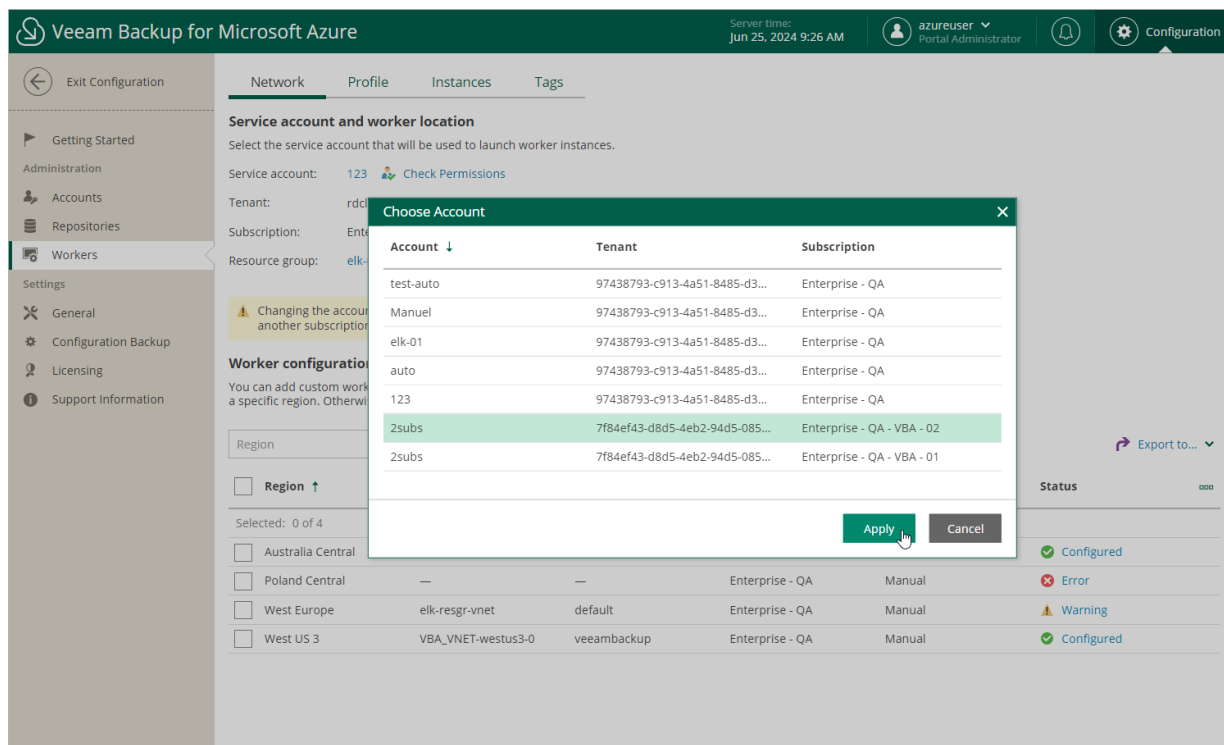 Veeam Backup for Microsoft Azure
Server time:
Jun 25, 2024 9:26 AM
azureuser
Portal Administrator
Configuration
Exit Configuration
Getting Started
Administration
Accounts
Repositories
Workers
Settings
General
Configuration Backup
Licensing
Support Information
Network Profile Instances Tags
Service account and worker location
Select the service account that will be used to launch worker instances.
Service account: 123 Check Permissions
Tenant: rdcl
Subscription: Ente
Resource group: elk-
Changing the accour
another subscription
Worker configuration
You can add custom work
a specific region. Otherwi
Region
Export to...
Region ↑ Status
Selected: 0 of 4
Australia Central Configured
Poland Central — — Enterprise - QA Manual Error
West Europe elk-resgr-vnet default Enterprise - QA Manual Warning
West US 3 VBA_VNET-westus3-0 veeambackup Enterprise - QA Manual Configured
Choose Account
Account ↓ Tenant Subscription
test-auto 97438793-c913-4a51-8485-d3... Enterprise - QA
Manuel 97438793-c913-4a51-8485-d3... Enterprise - QA
elk-01 97438793-c913-4a51-8485-d3... Enterprise - QA
auto 97438793-c913-4a51-8485-d3... Enterprise - QA
123 97438793-c913-4a51-8485-d3... Enterprise - QA
2subs 7f84ef43-d8d5-4eb2-94d5-085... Enterprise - QA - VBA - 02
2subs 7f84ef43-d8d5-4eb2-94d5-085... Enterprise - QA - VBA - 01
Apply Cancel